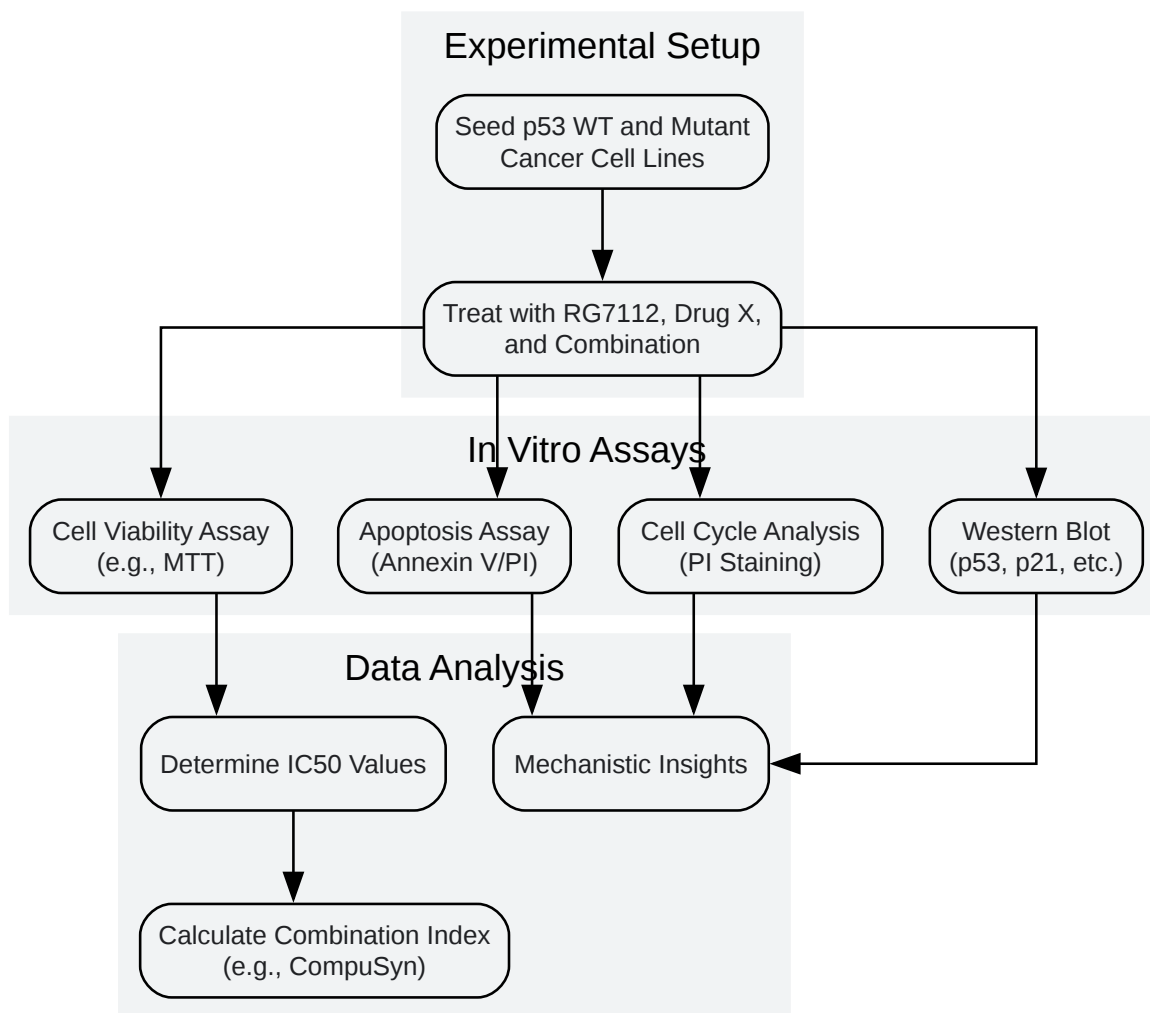 Experimental Setup
Seed p53 WT and Mutant
Cancer Cell Lines
Treat with RG7112, Drug X,
and Combination
In Vitro Assays
Cell Viability Assay
(e.g., MTT)
Apoptosis Assay
(Annexin V/PI)
Cell Cycle Analysis
(PI Staining)
Western Blot
(p53, p21, etc.)
Data Analysis
Determine IC50 Values
Mechanistic Insights
Calculate Combination Index
(e.g., CompuSyn)